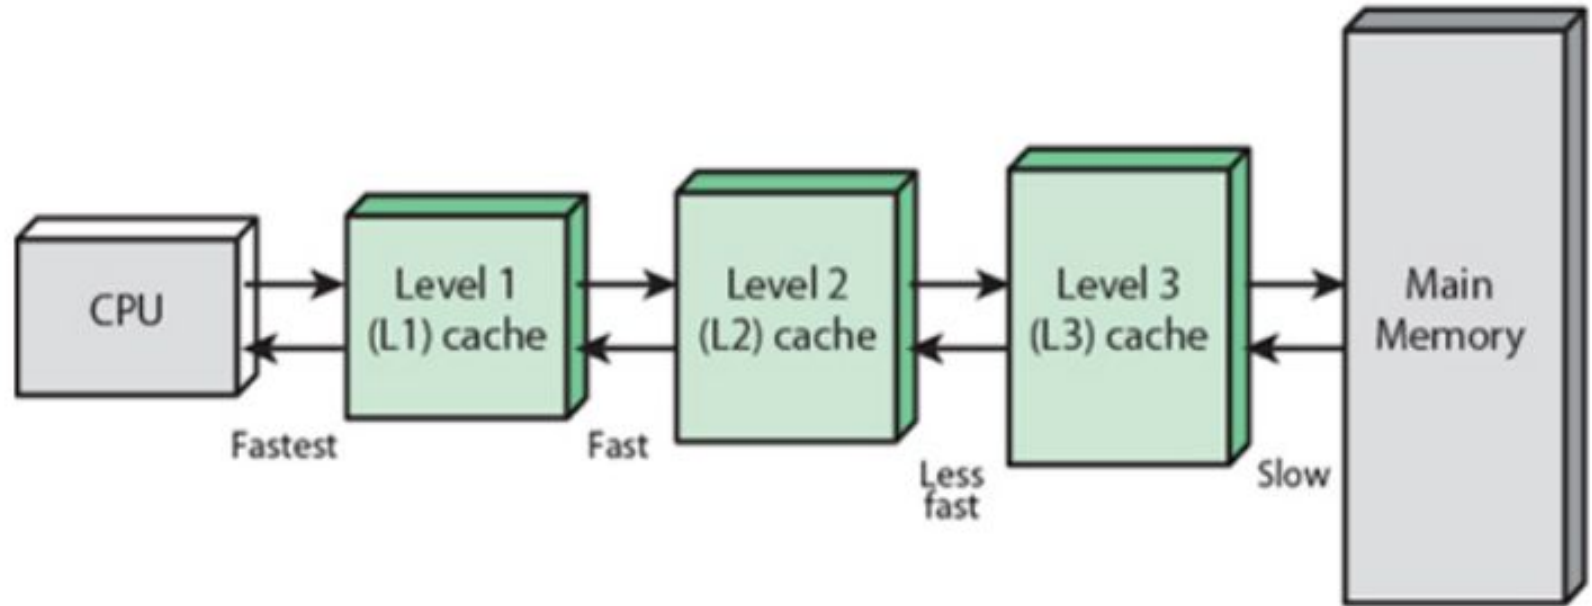 CPU
Level 1
(L1) cache
Level 2
(L2) cache
Level 3
(L3) cache
Main
Memory
Fastest
Fast
Less
fast
Slow